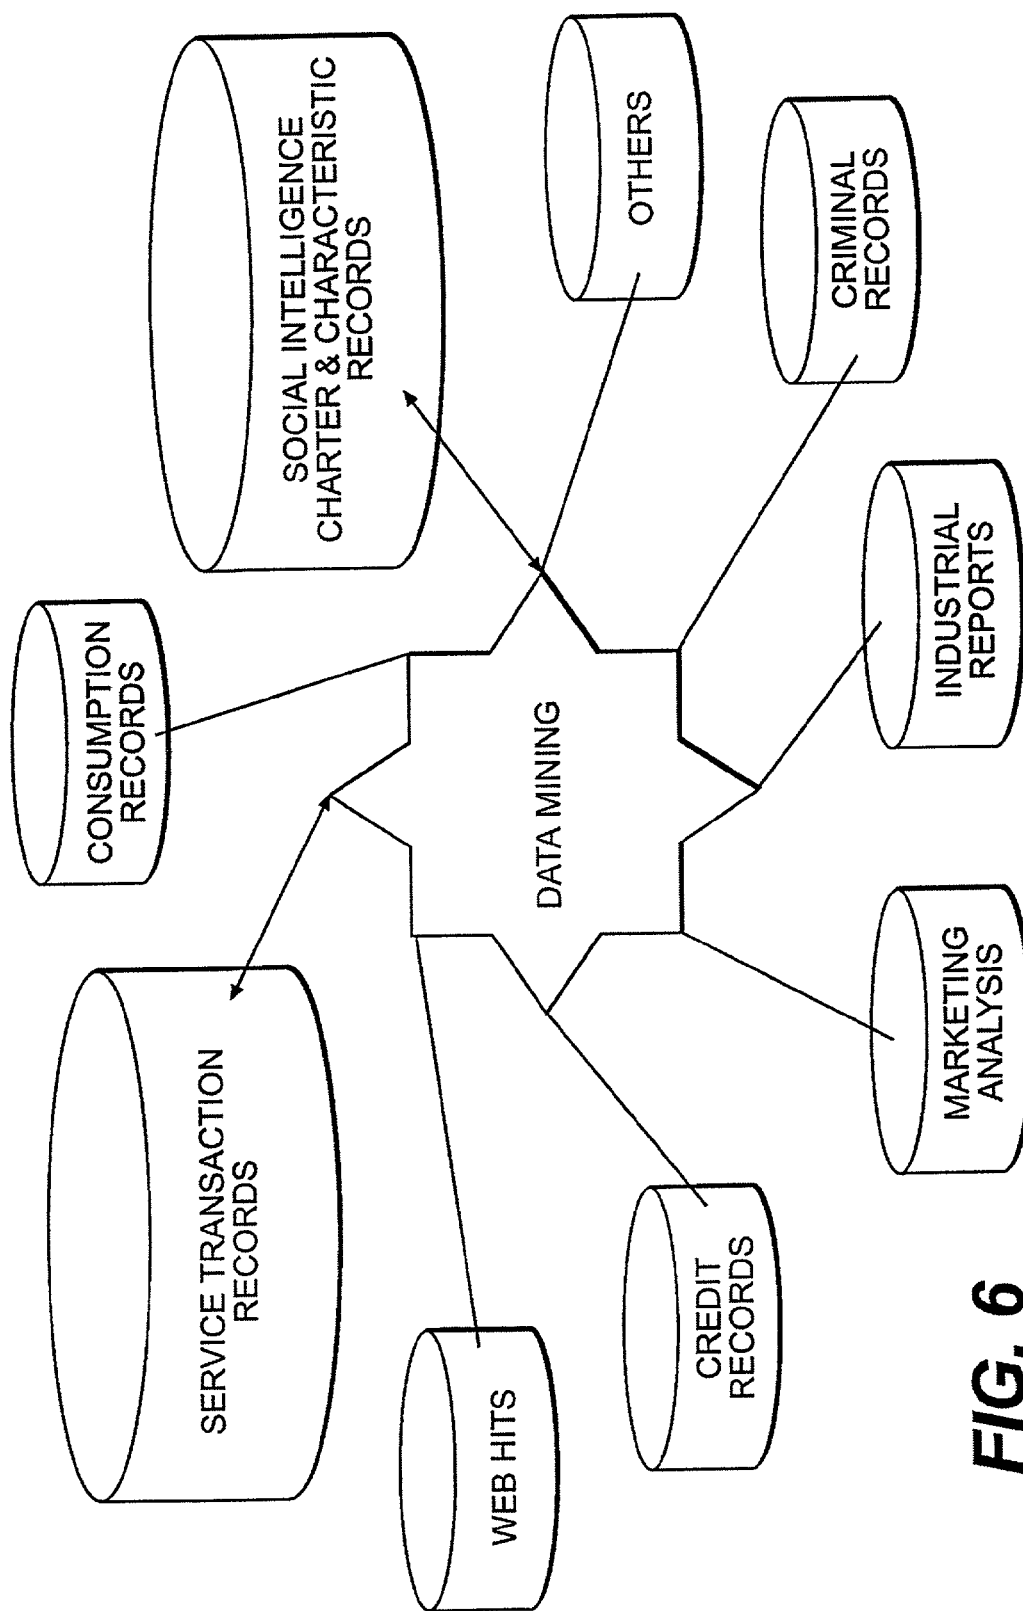 SERVICE TRANSACTION
RECORDS
CONSUMPTION
RECORDS
SOCIAL INTELLIGENCE
CHARTER & CHARACTERISTIC
RECORDS
WEB HITS
DATA MINING
OTHERS
CREDIT
RECORDS
CRIMINAL
RECORDS
MARKETING
ANALYSIS
INDUSTRIAL
REPORTS
FIG. 6